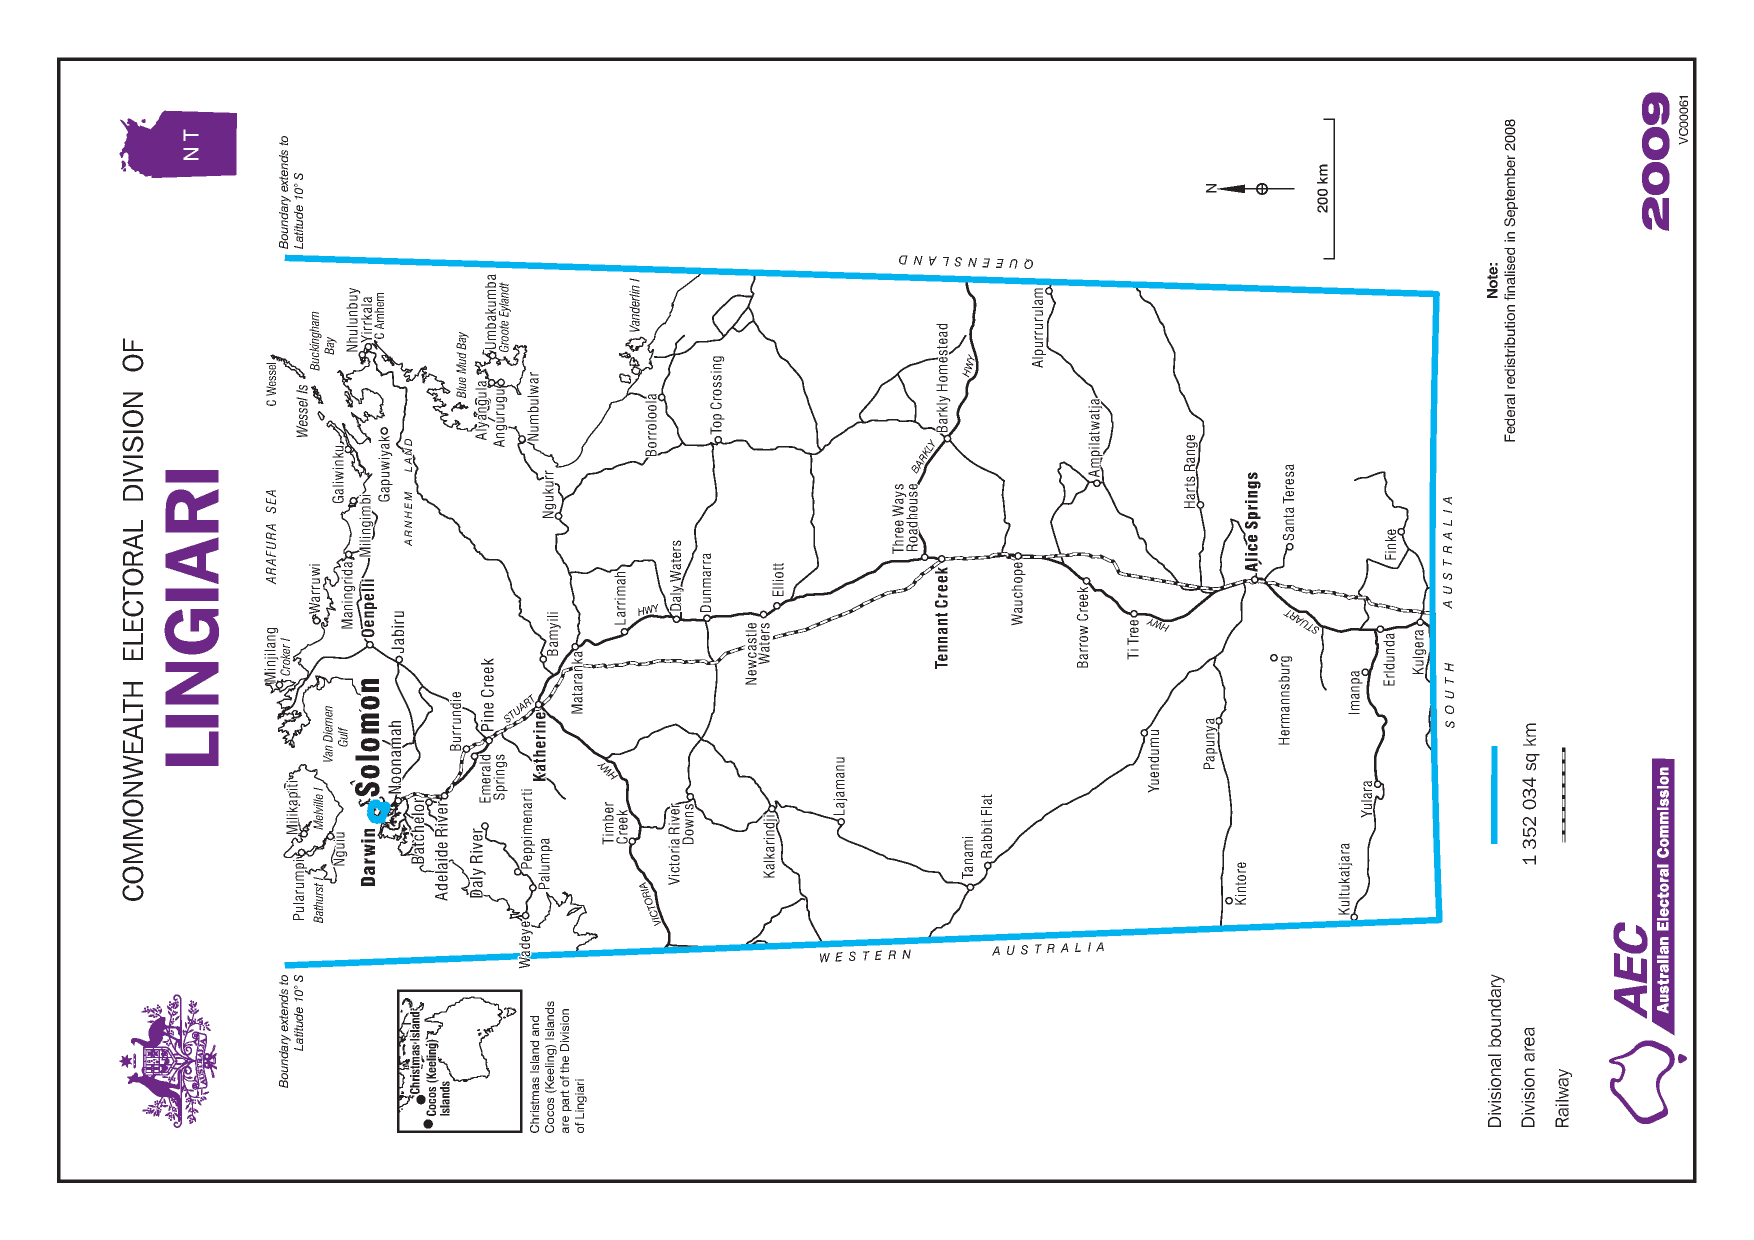 COMMONWEALTH ELECTORAL DIVISION OF
LINGIARI
NT
Boundary extends to
Latitude 10° S
Boundary extends to
Latitude 10° S
ARAFURA SEA
C Wessel
Wessel Is
Buckingham
Bay
Nhulunbuy
Yirrkala
C Arnhem
Minjilang
Croker I
Warruwi
Maningrida
Milingimbi
Galiwinku
Gapuwiyak
ARNHEM LAND
Blue Mud Bay
Alyangula
Angurugu
Umbakumba
Groote Eylandt
Numbulwar
Vanderlin I
Van Diemen
Gulf
Milikapiti
Melville I
Pularumpi
Nguiu
Bathurst I
Darwin
Solomon
Noonamah
Oenpelli
Jabiru
Batchelor
Adelaide River
Burrundie
Pine Creek
Emerald
Springs
Daly River
Peppimenarti
Palumpa
Wadeye
STUART
Katherine
Bamyili
Mataranka
Ngukurr
Larrimah
HWY
Daly Waters
Dunmarra
Borroloola
Top Crossing
HWY
Timber
Creek
VICTORIA
Victoria River
Downs
Newcastle
Waters
Elliott
Kalkarindji
Lajamanu
Three Ways
Roadhouse
BARKLY
Barkly Homestead
HWY
Tennant Creek
Tanami
Rabbit Flat
Wauchope
Alpurrurulam
Ampilatwatja
Barrow Creek
Ti Tree
HWY
Yuendumu
Harts Range
Papunya
Kintore
Alice Springs
Santa Teresa
Hermannsburg
STUART
Imanpa
Erldunda
Finke
Kulgera
Yulara
Kultukajara
QUEENSLAND
WESTERN AUSTRALIA
SOUTH AUSTRALIA
Christmas Island
Cocos (Keeling)
Islands
Christmas Island and
Cocos (Keeling) Islands
are part of the Division
of Lingiari
N
200 km
Divisional boundary
Division area 1 352 034 sq km
Railway
Note:
Federal redistribution finalised in September 2008
AEC
Australian Electoral Commission
2009
VC00061